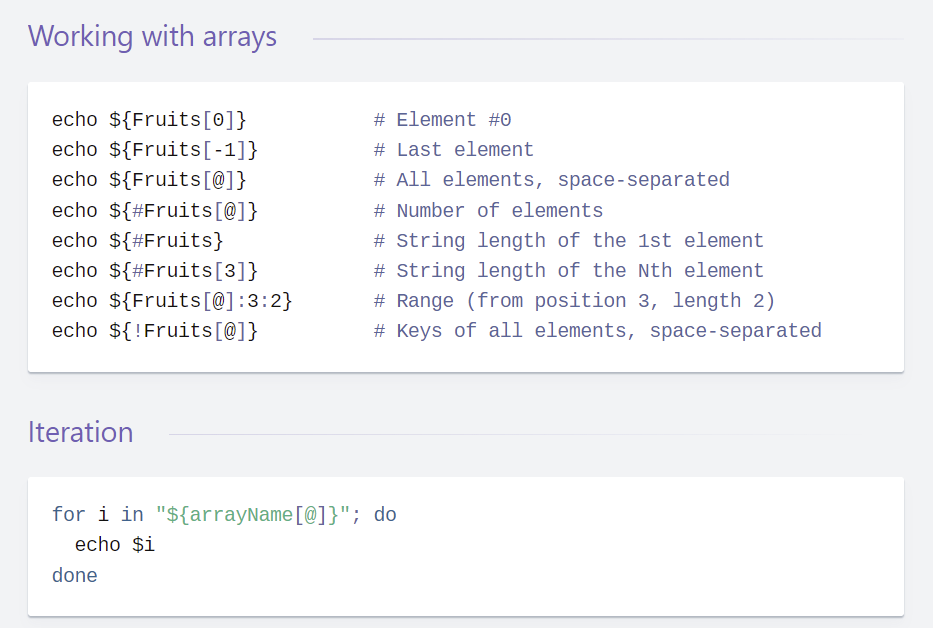 Working with arrays
echo ${Fruits[0]}           # Element #0
echo ${Fruits[-1]}          # Last element
echo ${Fruits[@]}           # All elements, space-separated
echo ${#Fruits[@]}          # Number of elements
echo ${#Fruits}             # String length of the 1st element
echo ${#Fruits[3]}          # String length of the Nth element
echo ${Fruits[@]:3:2}       # Range (from position 3, length 2)
echo ${!Fruits[@]}          # Keys of all elements, space-separated
Iteration
for i in "${arrayName[@]}"; do
  echo $i
done